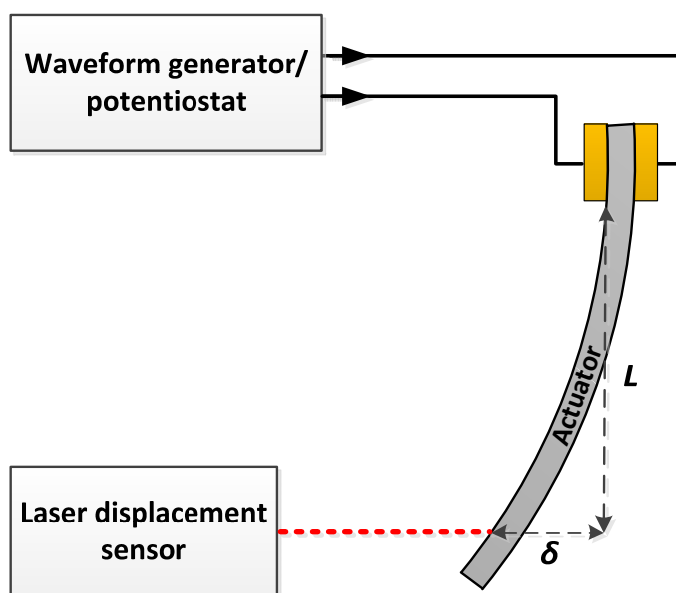 Waveform generator/
potentiostat
Actuator
L
Laser displacement
sensor
δ